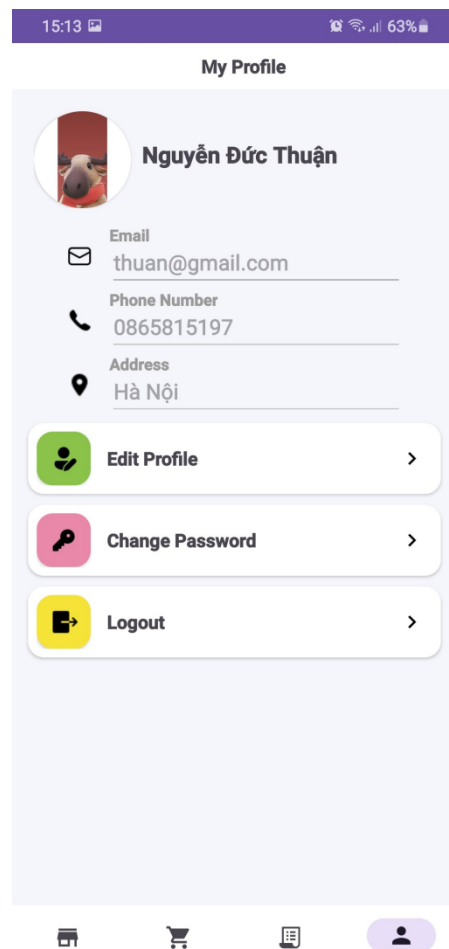 15:13 63%
My Profile
Nguyễn Đức Thuận
Email
thuan@gmail.com
Phone Number
0865815197
Address
Hà Nội
Edit Profile
Change Password
Logout